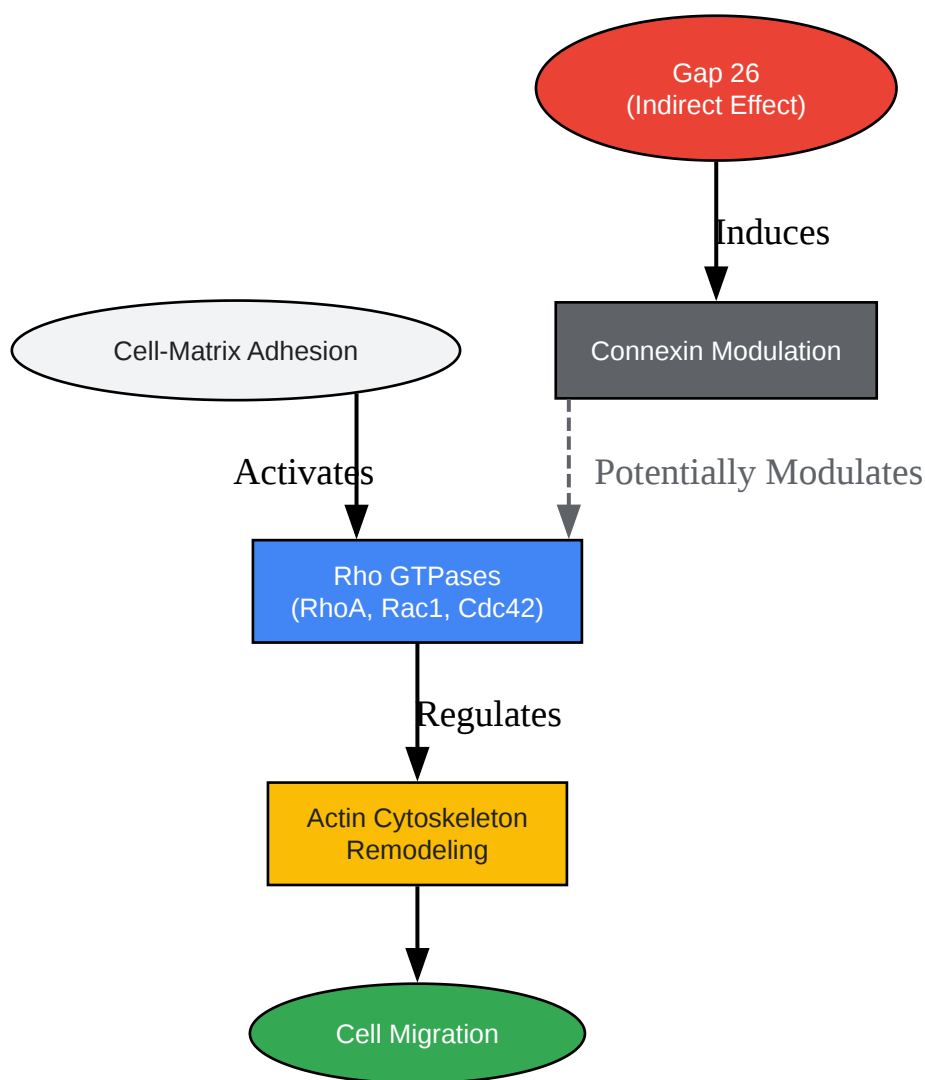 Gap 26
(Indirect Effect)
Induces
Cell-Matrix Adhesion
Connexin Modulation
Activates
Potentially Modulates
Rho GTPases
(RhoA, Rac1, Cdc42)
Regulates
Actin Cytoskeleton
Remodeling
Cell Migration